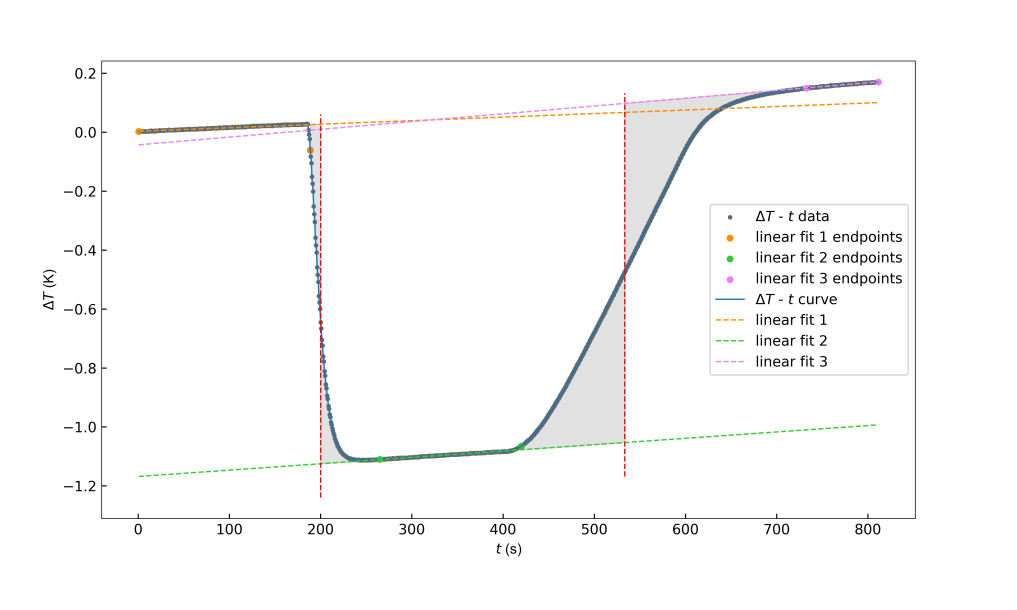 0.2
0.0
−0.2
−0.4
−0.6
−0.8
−1.0
−1.2
ΔT (K)
0 100 200 300 400 500 600 700 800
t (s)
ΔT - t data
linear fit 1 endpoints
linear fit 2 endpoints
linear fit 3 endpoints
ΔT - t curve
linear fit 1
linear fit 2
linear fit 3